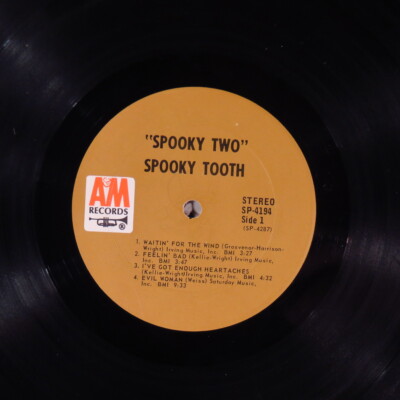 "SPOOKY TWO"
SPOOKY TOOTH
A&M
RECORDS
STEREO
SP-4194
Side 1
(SP-4287)
1. WAITIN' FOR THE WIND (Grosvenor-Harrison-
Wright) Irving Music, Inc. BMI 3:27
2. FEELIN' BAD (Kellie-Wright) Irving Music,
Inc. BMI 3:47
3. I'VE GOT ENOUGH HEARTACHES
(Kellie-Wright)Irving Music, Inc. BMI 4:32
4. EVIL WOMAN (Weiss) Saturday Music,
Inc. BMI 9:53